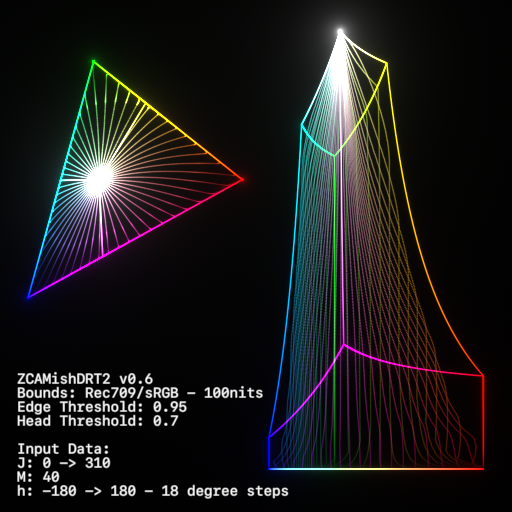 ZCAMishDRT2 v0.6
Bounds: Rec709/sRGB – 100nits
Edge Threshold: 0.95
Head Threshold: 0.7
Input Data:
J: 0 –> 310
M: 40
h: –180 –> 180 – 18 degree steps